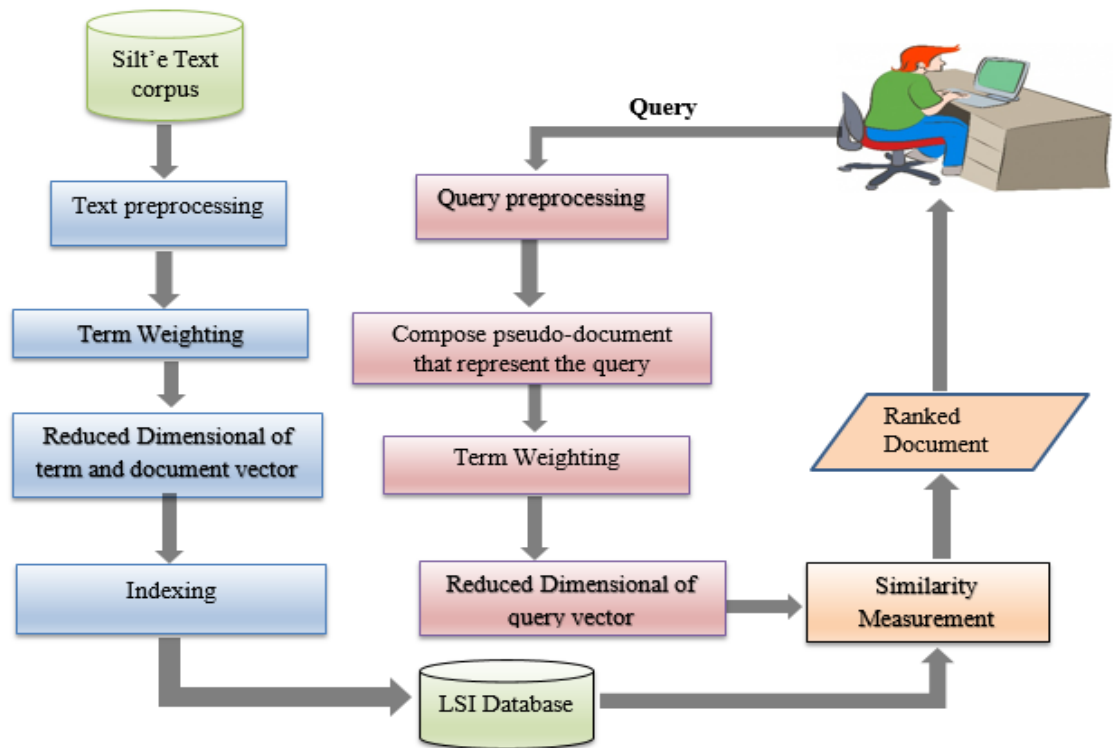 Silt’e Text
corpus
Text preprocessing
Term Weighting
Reduced Dimensional of
term and document vector
Indexing
LSI Database
Query
Query preprocessing
Compose pseudo-document
that represent the query
Term Weighting
Reduced Dimensional of
query vector
Similarity
Measurement
Ranked
Document